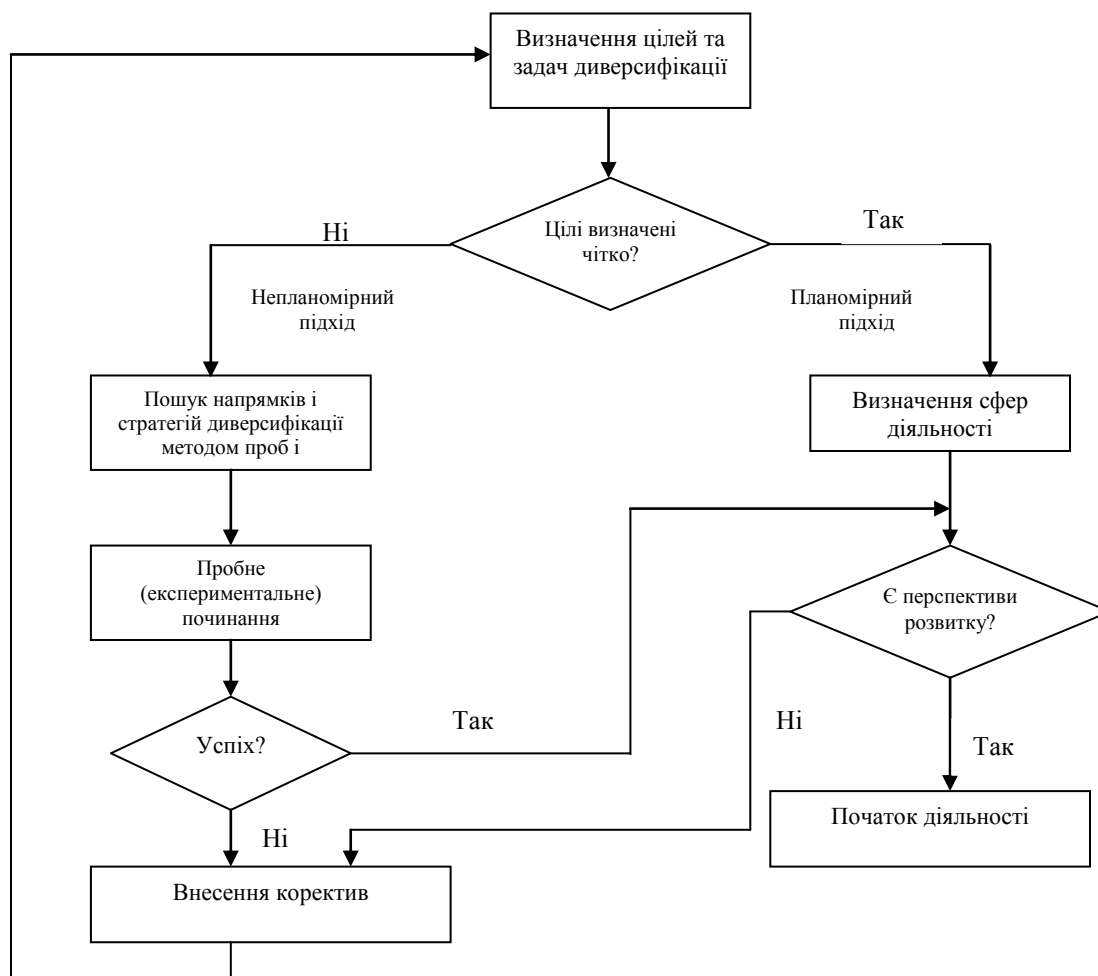 Визначення цілей та
задач диверсифікації
Цілі визначені
чітко?
Ні
Так
Непланомірний
підхід
Планомірний
підхід
Пошук напрямків і
стратегій диверсифікації
методом проб і
Визначення сфер
діяльності
Пробне
(експериментальне)
починання
Є перспективи
розвитку?
Успіх?
Так
Ні
Так
Ні
Початок діяльності
Внесення коректив